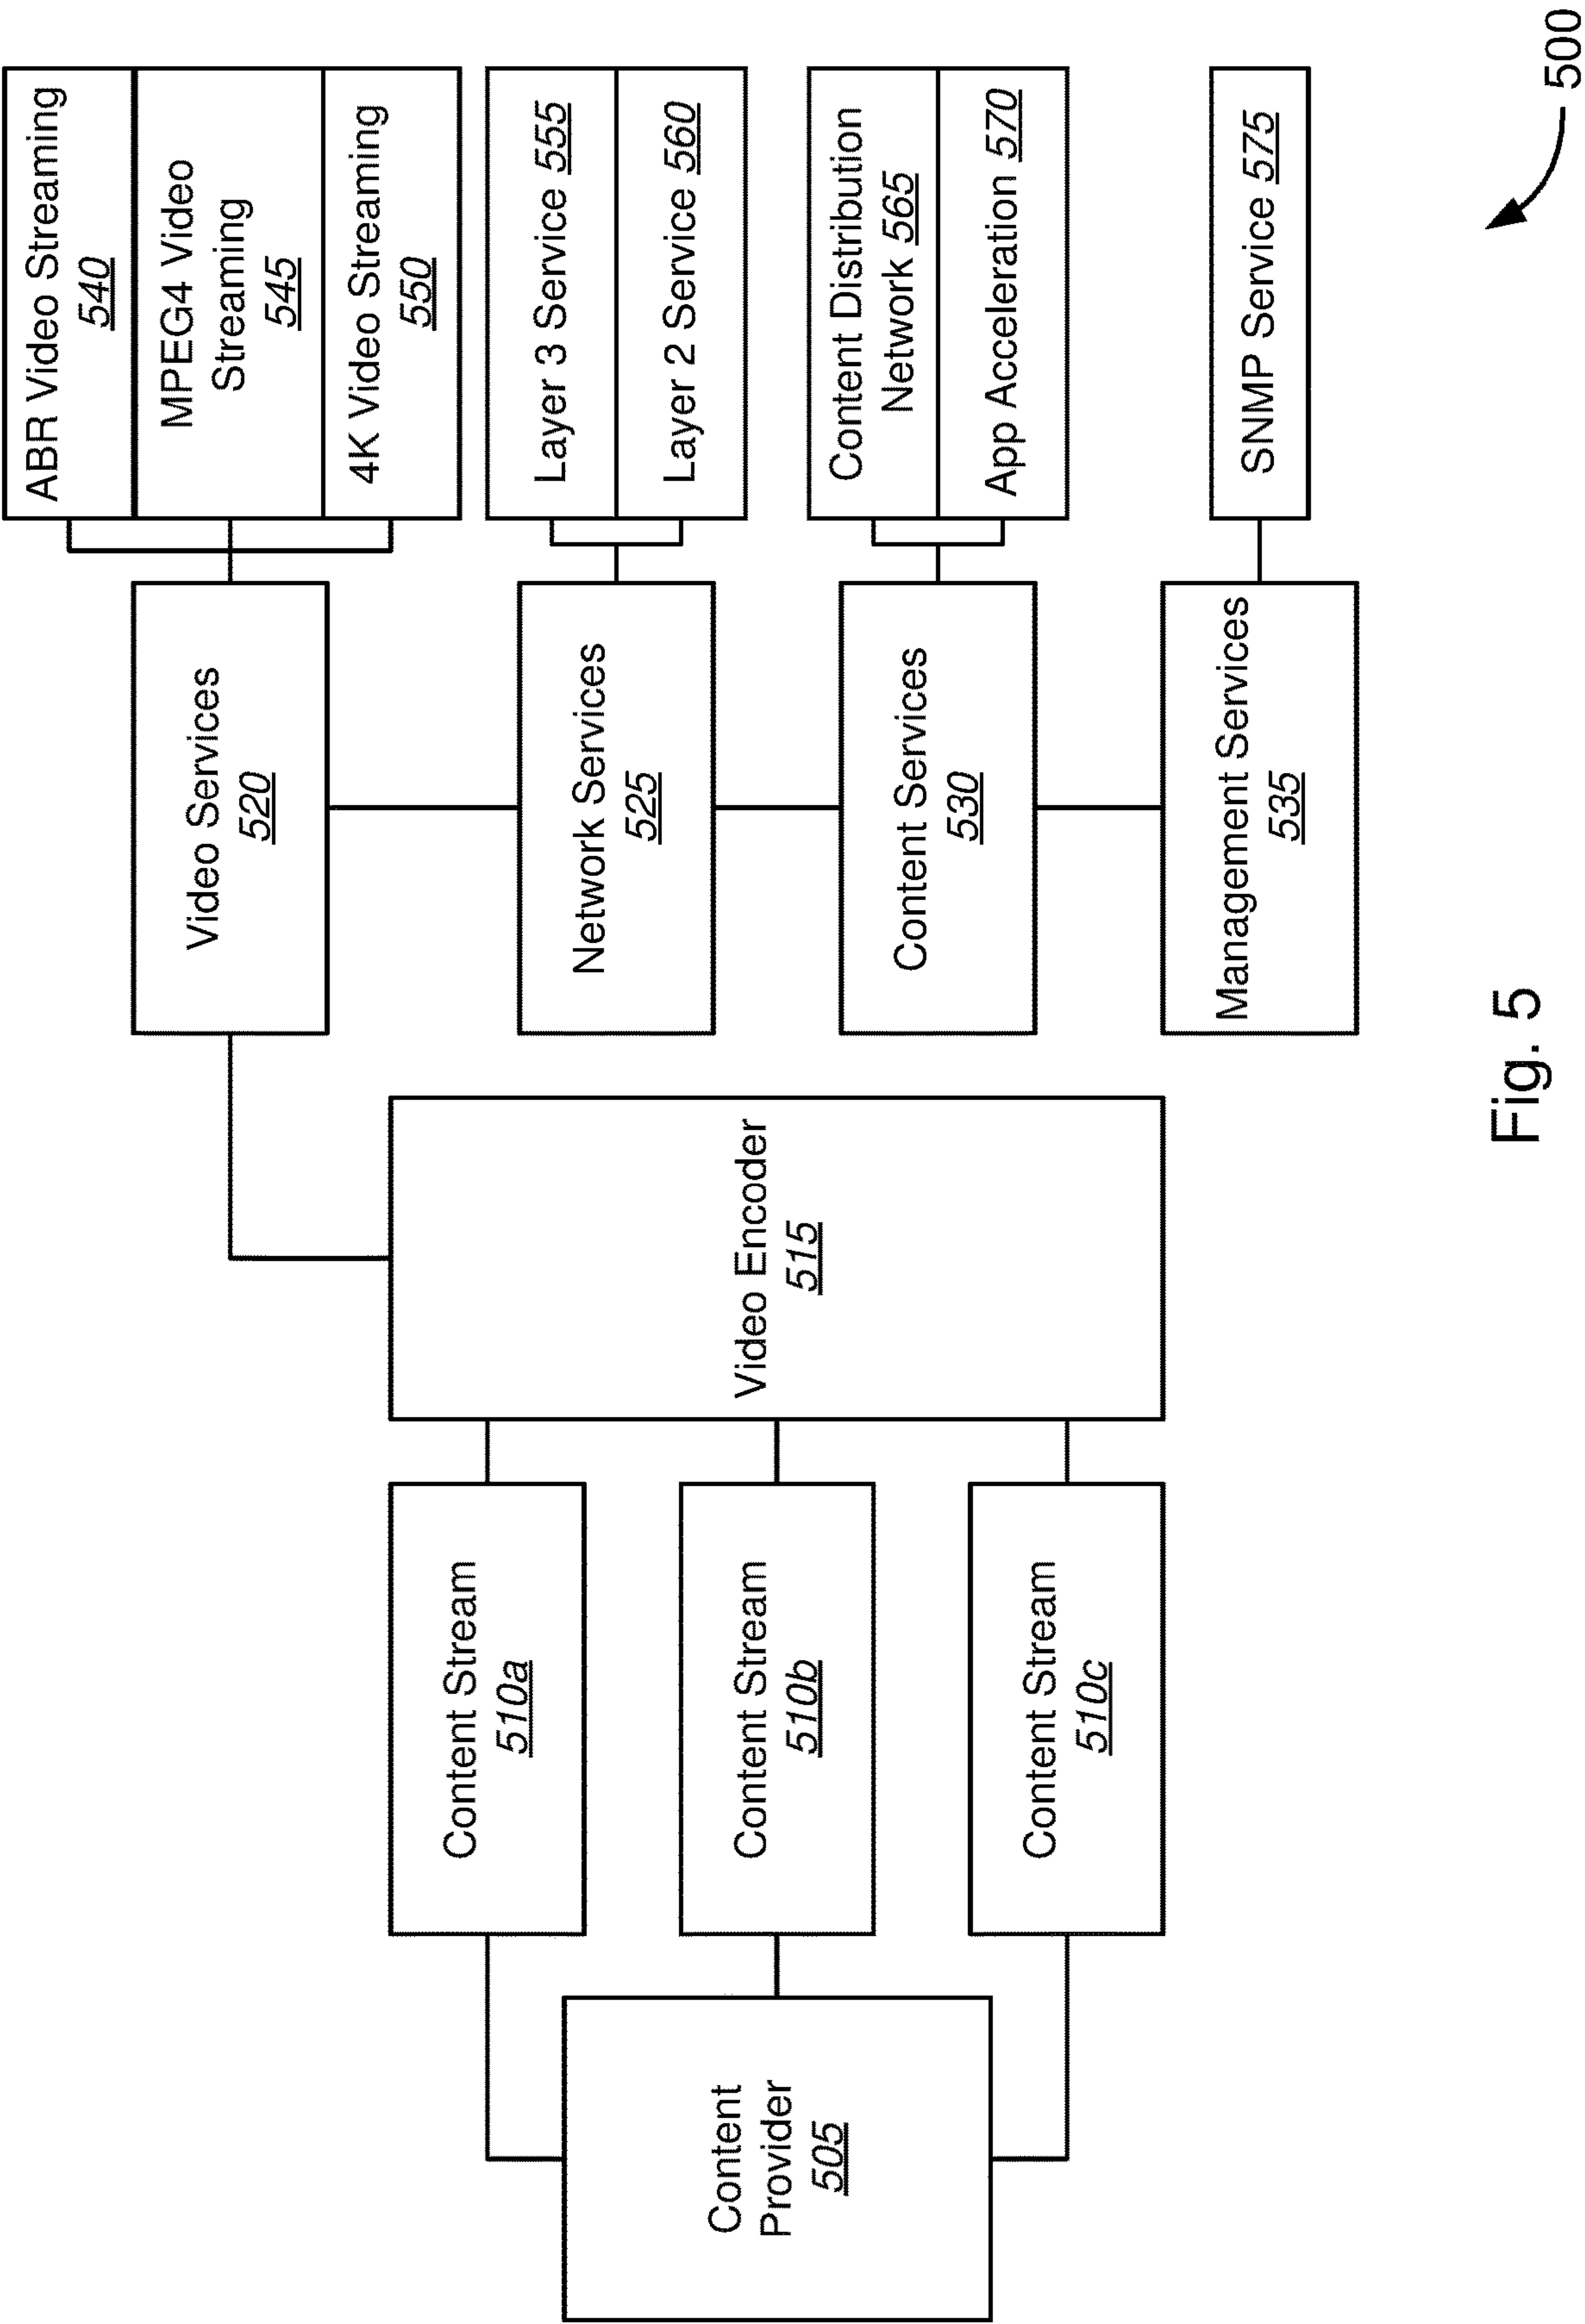 Content
Provider
505
Content Stream
510a
Content Stream
510b
Content Stream
510c
Video Encoder
515
Video Services
520
Network Services
525
Content Services
530
Management Services
535
ABR Video Streaming
540
MPEG4 Video
Streaming
545
4K Video Streaming
550
Layer 3 Service 555
Layer 2 Service 560
Content Distribution
Network 565
App Acceleration 570
SNMP Service 575
500
Fig. 5